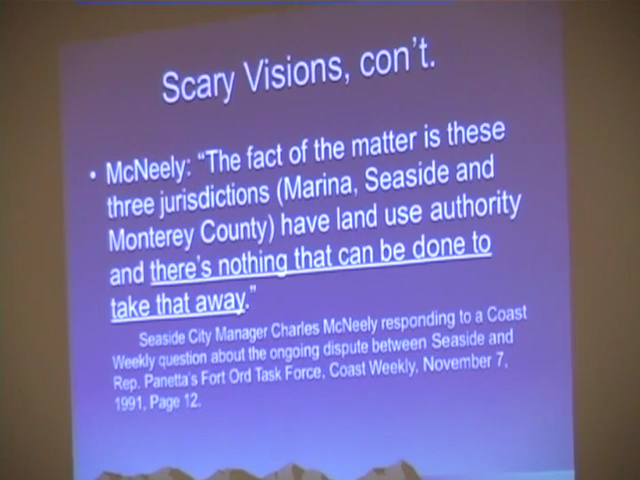 Scary Visions, con't.
• McNeely: “The fact of the matter is these
three jurisdictions (Marina, Seaside and
Monterey County) have land use authority
and there's nothing that can be done to
take that away.”
Seaside City Manager Charles McNeely responding to a Coast
Weekly question about the ongoing dispute between Seaside and
Rep. Panetta's Fort Ord Task Force, Coast Weekly, November 7,
1991, Page 12.